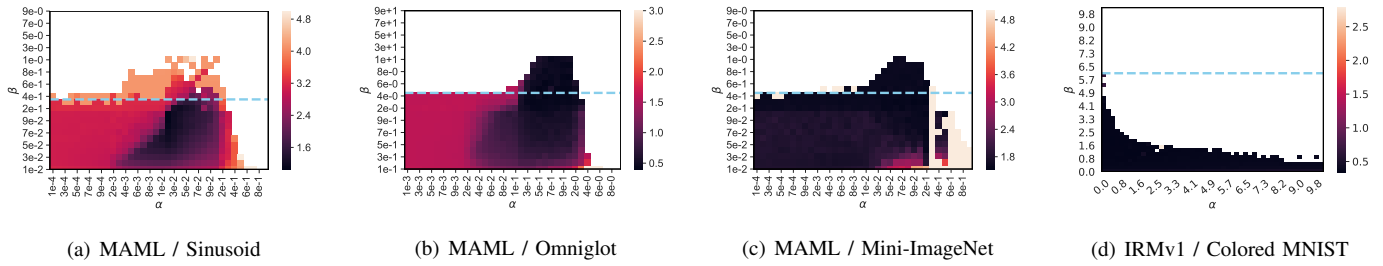 9e-0
7e-0
5e-0
3e-0
1e-0
8e-1
6e-1
4e-1
2e-1
9e-2
7e-2
5e-2
3e-2
1e-2
β
1e-4
3e-4
5e-4
7e-4
9e-4
2e-3
4e-3
6e-3
8e-3
1e-2
3e-2
5e-2
7e-2
9e-2
2e-1
4e-1
6e-1
8e-1
α
4.8
4.0
3.2
2.4
1.6
(a) MAML / Sinusoid
9e+1
7e+1
5e+1
3e+1
1e+1
8e-0
6e-0
4e-0
2e-0
9e-1
7e-1
5e-1
3e-1
1e-1
β
1e-3
3e-3
5e-3
7e-3
9e-3
2e-2
4e-2
6e-2
8e-2
1e-1
3e-1
5e-1
7e-1
9e-1
2e-0
4e-0
6e-0
8e-0
α
3.0
2.5
2.0
1.5
1.0
0.5
(b) MAML / Omniglot
9e-0
7e-0
5e-0
3e-0
1e-0
8e-1
6e-1
4e-1
2e-1
9e-2
7e-2
5e-2
3e-2
1e-2
β
1e-4
3e-4
5e-4
7e-4
9e-4
2e-3
4e-3
6e-3
8e-3
1e-2
3e-2
5e-2
7e-2
9e-2
2e-1
4e-1
6e-1
8e-1
α
4.8
4.2
3.6
3.0
2.4
1.8
(c) MAML / Mini-ImageNet
9.8
8.2
7.3
6.5
5.7
4.9
4.1
3.3
2.5
1.6
0.8
0.0
β
0.0
0.8
1.6
2.5
3.3
4.1
4.9
5.7
6.5
7.3
8.2
9.0
9.8
α
2.5
2.0
1.5
1.0
0.5
(d) IRMv1 / Colored MNIST